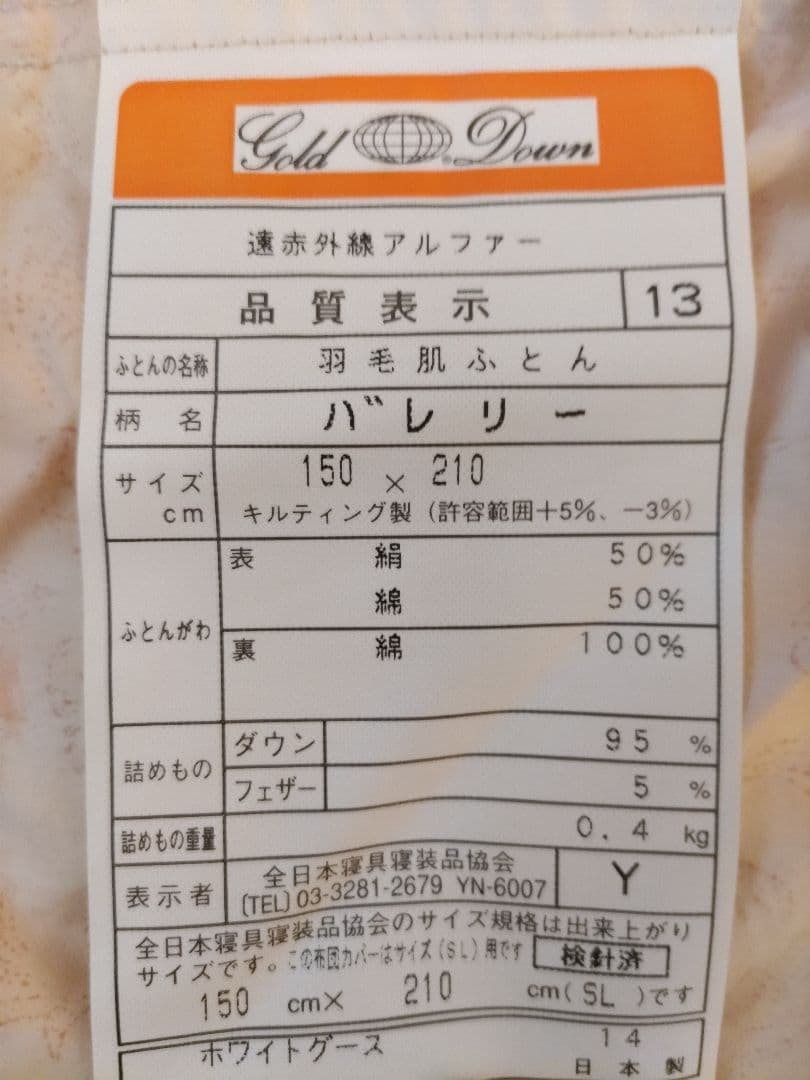 Gold Down
遠赤外線アルファー
品質表示 13
ふとんの名称 羽毛肌ふとん
柄名 バレリー
サイズcm 150 × 210
キルティング製（許容範囲＋5%、－3%）
ふとんがわ 表 絹 50%
綿 50%
裏 綿 100%
詰めもの ダウン 95 %
フェザー 5 %
詰めもの重量 0.4 kg
表示者 全日本寝具寝装品協会 Y
(TEL) 03-3281-2679 YN-6007
全日本寝具寝装品協会のサイズ規格は出来上がり
サイズです。この布団カバーはサイズ(SL)用です 検針済
150 cm× 210 cm( SL )です
ホワイトグース 14
日本製